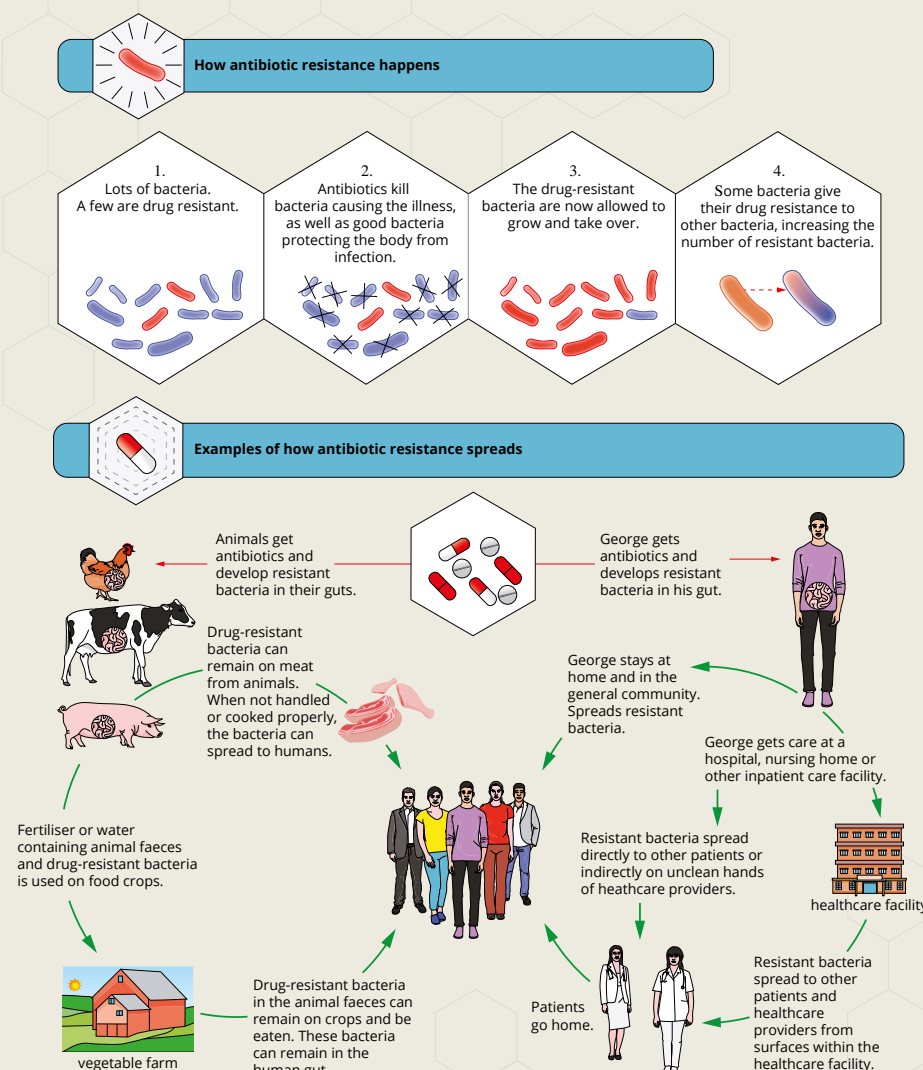 How antibiotic resistance happens
1.
Lots of bacteria.
A few are drug resistant.
2.
Antibiotics kill
bacteria causing the illness,
as well as good bacteria
protecting the body from
infection.
3.
The drug-resistant
bacteria are now allowed to
grow and take over.
4.
Some bacteria give
their drug resistance to
other bacteria, increasing the
number of resistant bacteria.
Examples of how antibiotic resistance spreads
Animals get
antibiotics and
develop resistant
bacteria in their guts.
George gets
antibiotics and
develops resistant
bacteria in his gut.
Drug-resistant
bacteria can
remain on meat
from animals.
When not handled
or cooked properly,
the bacteria can
spread to humans.
George stays at
home and in the
general community.
Spreads resistant
bacteria.
George gets care at a
hospital, nursing home or
other inpatient care facility.
Fertiliser or water
containing animal faeces
and drug-resistant bacteria
is used on food crops.
Resistant bacteria spread
directly to other patients or
indirectly on unclean hands
of heathcare providers.
healthcare facility
Drug-resistant bacteria
in the animal faeces can
remain on crops and be
eaten. These bacteria
can remain in the
human gut.
Patients
go home.
Resistant bacteria
spread to other
patients and
healthcare
providers from
surfaces within the
healthcare facility.
vegetable farm